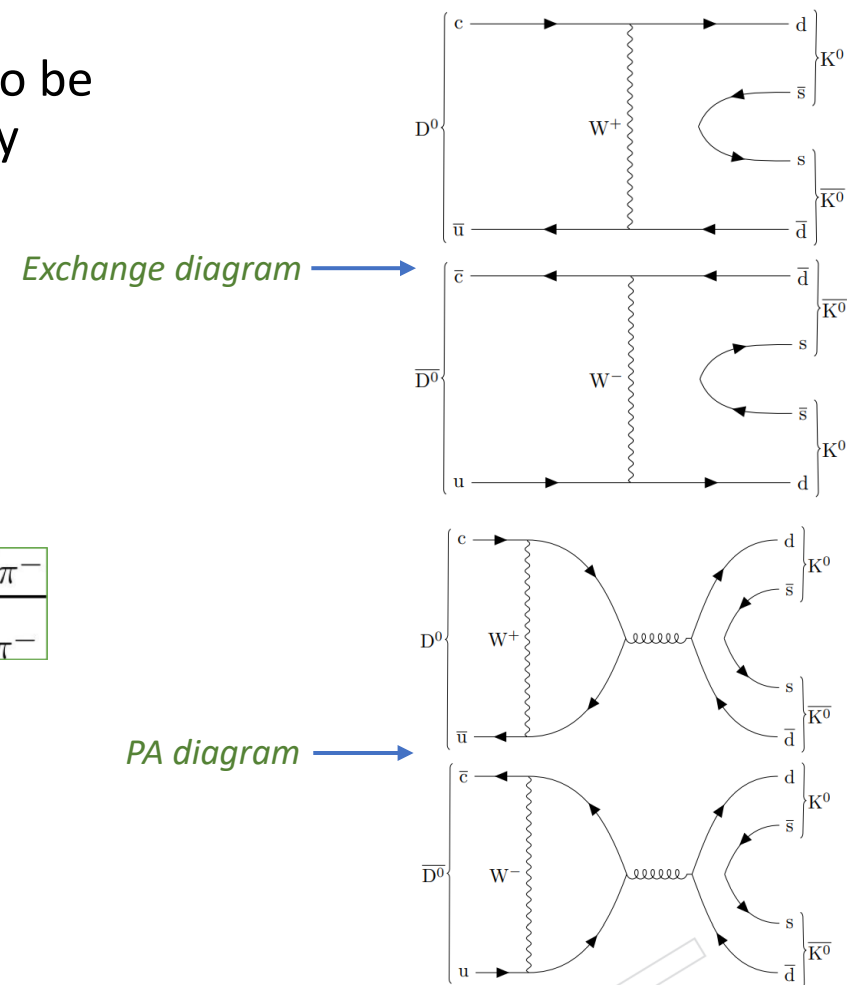 o be
y
Exchange diagram
PA diagram
π⁻
π⁻
c
d
K⁰
s̅
D⁰
W⁺
s
K̅⁰
u̅
d̅
c̅
d̅
K̅⁰
s
D̅⁰
W⁻
s̅
K⁰
u
d
c
d
K⁰
s̅
D⁰
W⁺
s
K̅⁰
u̅
d̅
c̅
d
K⁰
s̅
D̅⁰
W⁻
s
K̅⁰
u
d̅